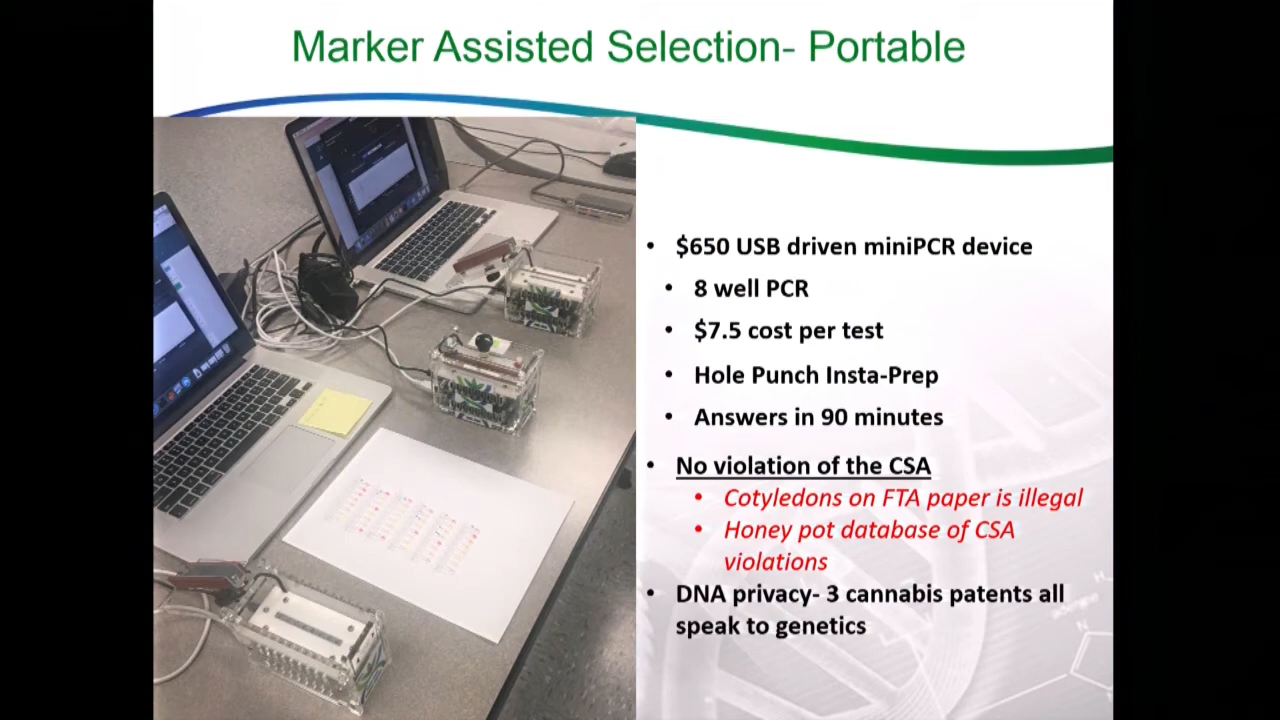 Marker Assisted Selection- Portable
• $650 USB driven miniPCR device
• 8 well PCR
• $7.5 cost per test
• Hole Punch Insta-Prep
• Answers in 90 minutes
• No violation of the CSA
• Cotyledons on FTA paper is illegal
• Honey pot database of CSA
violations
• DNA privacy- 3 cannabis patents all
speak to genetics